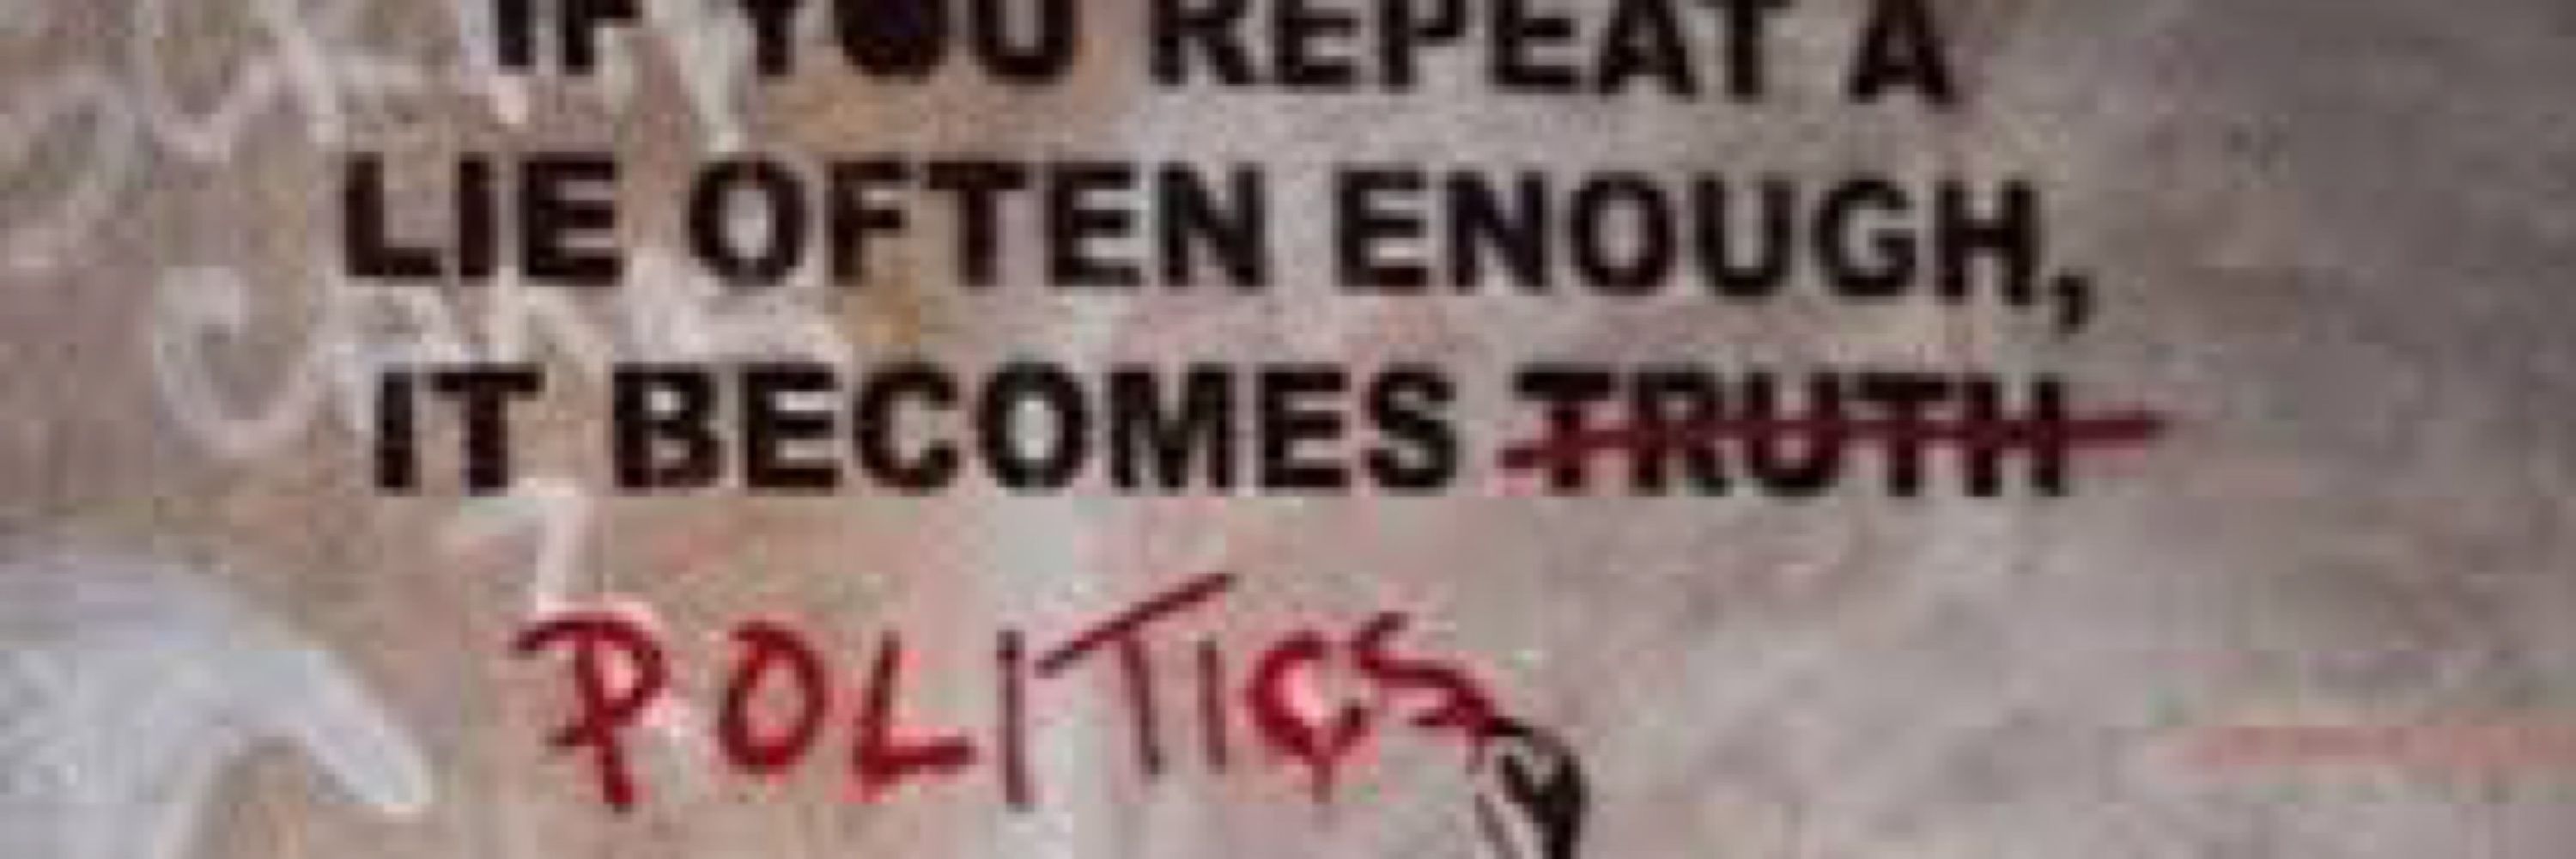 IF YOU REPEAT A
LIE OFTEN ENOUGH,
IT BECOMES TRUTH
POLITICS